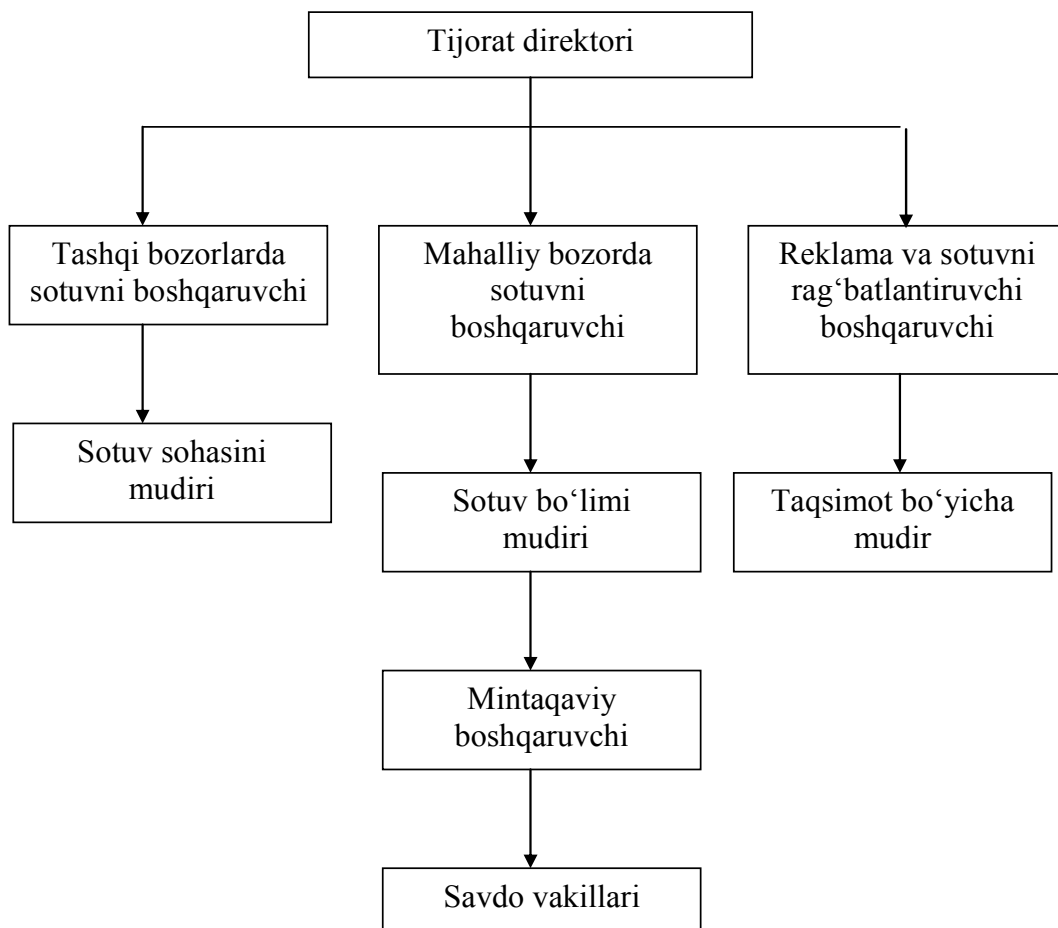 Tijorat direktori
Tashqi bozorlarda
sotuvni boshqaruvchi
Mahalliy bozorda
sotuvni
boshqaruvchi
Reklama va sotuvni
rag‘batlantiruvchi
boshqaruvchi
Sotuv sohasini
mudiri
Sotuv bo‘limi
mudiri
Taqsimot bo‘yicha
mudir
Mintaqaviy
boshqaruvchi
Savdo vakillari